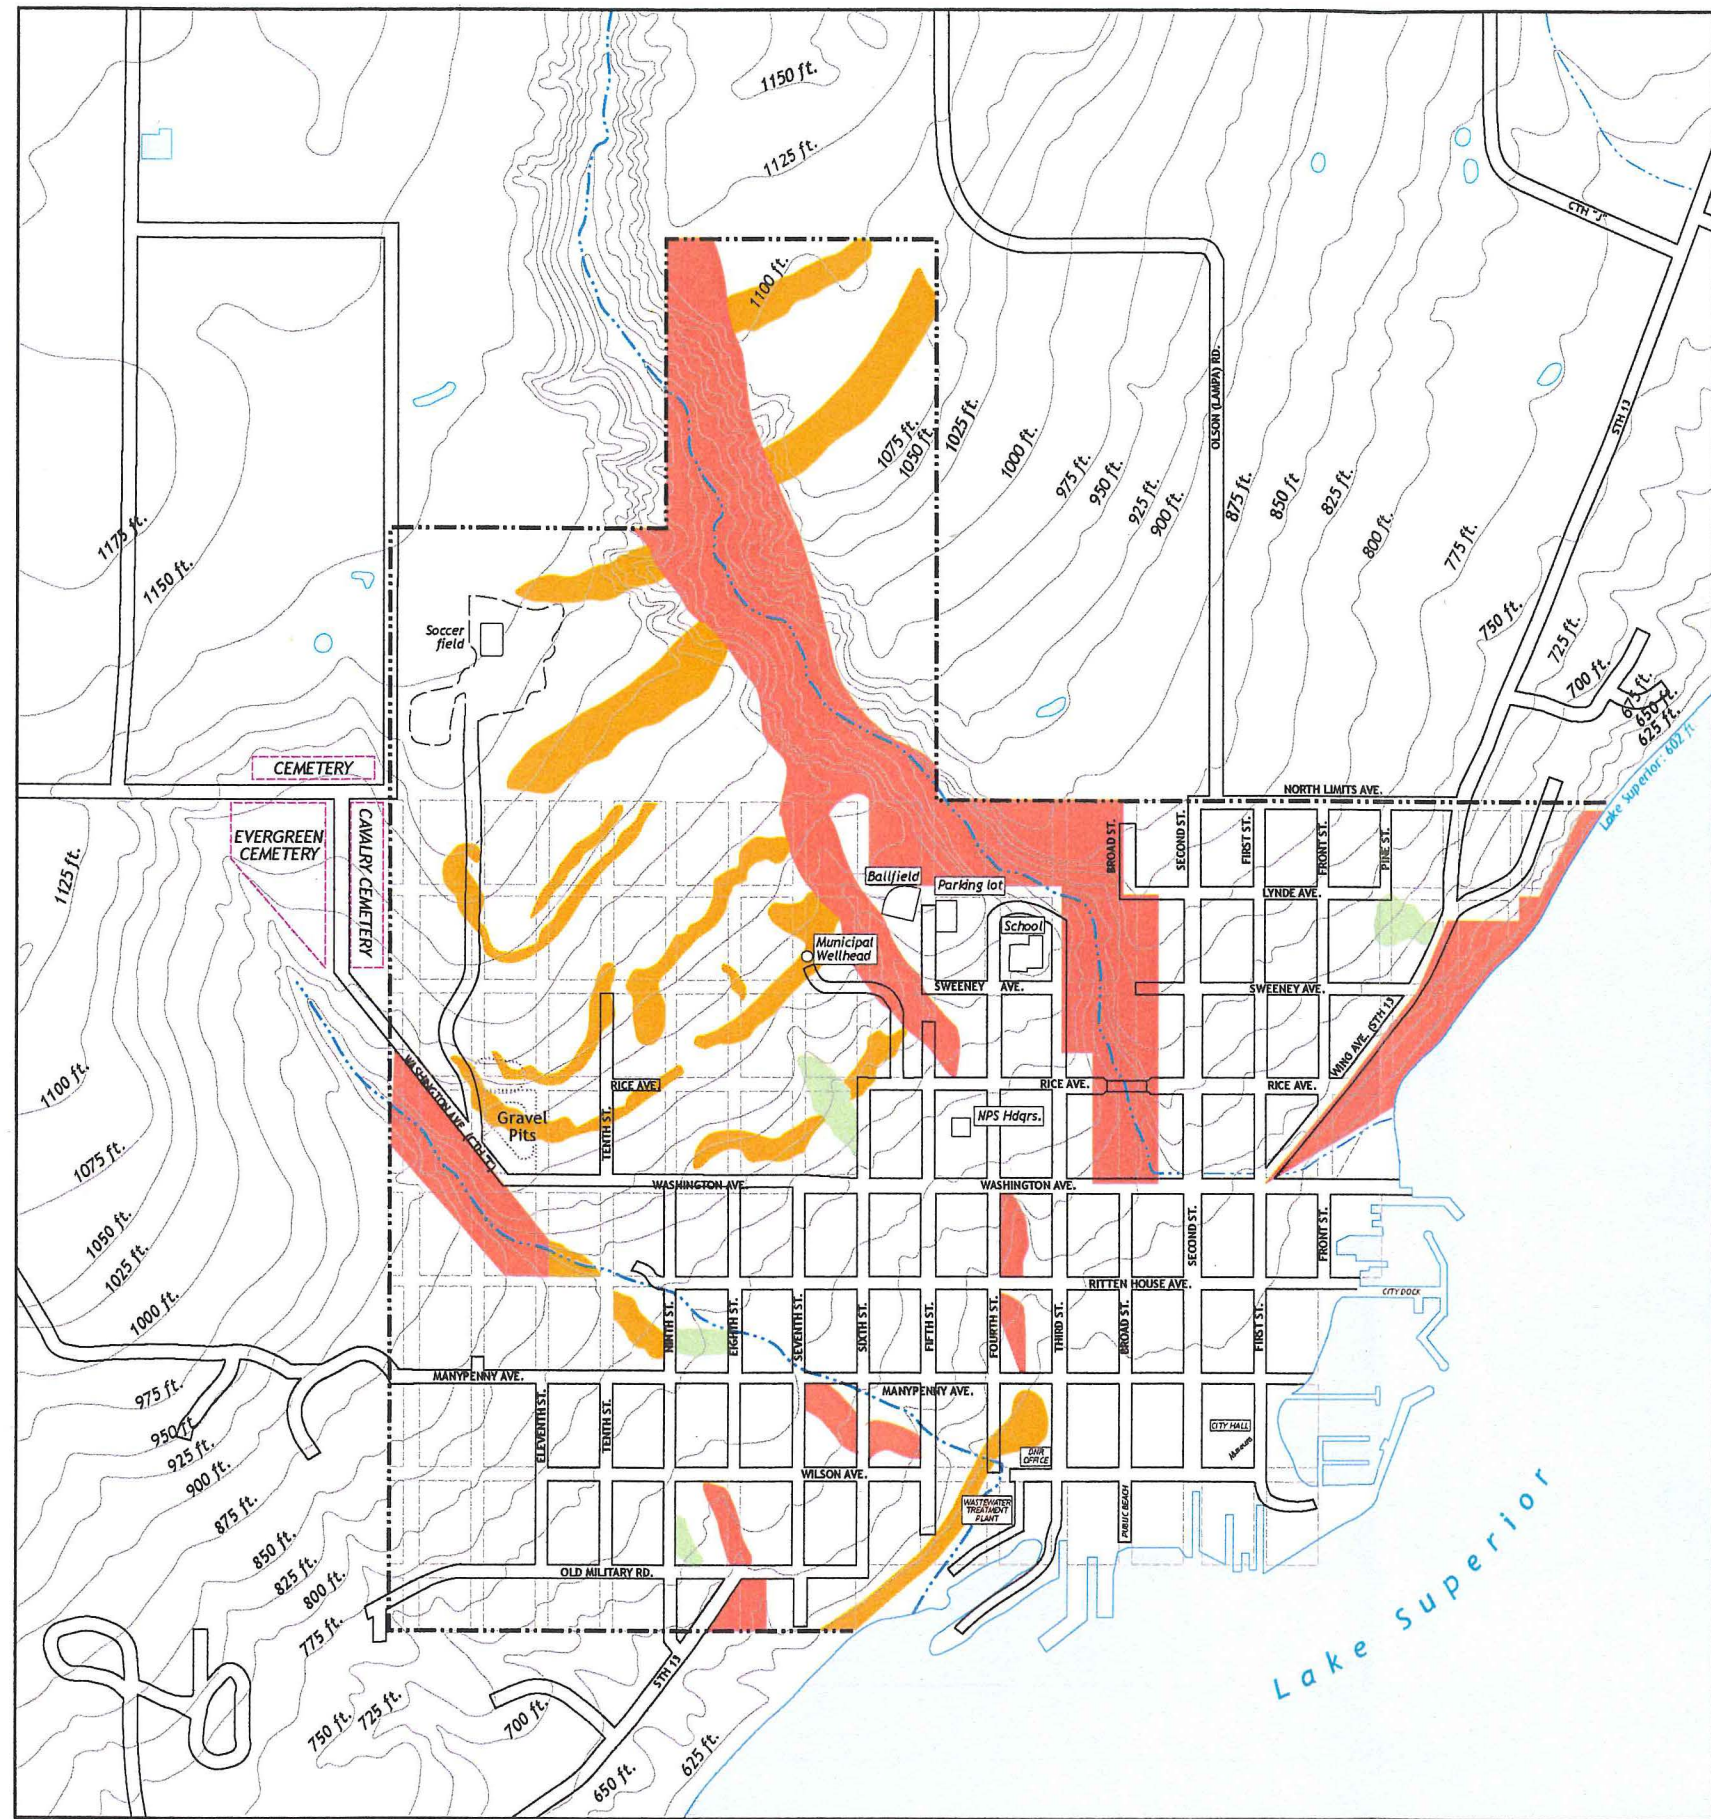 1150 ft.
1125 ft.
CTH "J"
1100 ft.
OLSON (LAMPA) RD.
STH 13
1075 ft.
1050 ft.
1025 ft.
1000 ft.
975 ft.
950 ft.
925 ft.
900 ft.
875 ft.
850 ft
825 ft.
800 ft.
775 ft.
750 ft.
725 ft.
700 ft.
675 ft.
650 ft.
625 ft.
Lake Superior: 602 ft
1175 ft.
1150 ft.
Soccer
field
CEMETERY
EVERGREEN
CEMETERY
CAVALRY CEMETERY
1125 ft.
NORTH LIMITS AVE.
BROAD ST.
SECOND ST.
FIRST ST.
FRONT ST.
PINE ST.
LYNDE AVE.
Ballfield
Parking lot
School
Municipal
Wellhead
SWEENEY AVE.
SWEENEY AVE.
WING AVE. (STH 13
1100 ft.
WASHINGTON AVE. (CTH C)
Gravel
Pits
RICE AVE.
TENTH ST.
RICE AVE.
RICE AVE.
NPS Hdqrs.
1075 ft.
WASHINGTON AVE.
WASHINGTON AVE.
1050 ft.
1025 ft.
1000 ft.
SECOND ST.
FRONT ST.
RITTEN HOUSE AVE.
CITY DOCK
NINTH ST.
EIGHTH ST.
SEVENTH ST.
SIXTH ST.
FIFTH ST.
FOURTH ST.
THIRD ST.
BROAD ST.
FIRST ST.
MANYPENNY AVE.
MANYPENNY AVE.
975 ft.
950 ft.
925 ft.
900 ft.
875 ft.
850 ft.
825 ft.
800 ft.
775 ft.
ELEVENTH ST.
TENTH ST.
CITY HALL
Museum
DNR
OFFICE
WILSON AVE.
WASTEWATER
TREATMENT
PLANT
PUBLIC BEACH
OLD MILITARY RD.
Lake Superior
STH 13
750 ft.
725 ft.
700 ft.
650 ft.
625 ft.